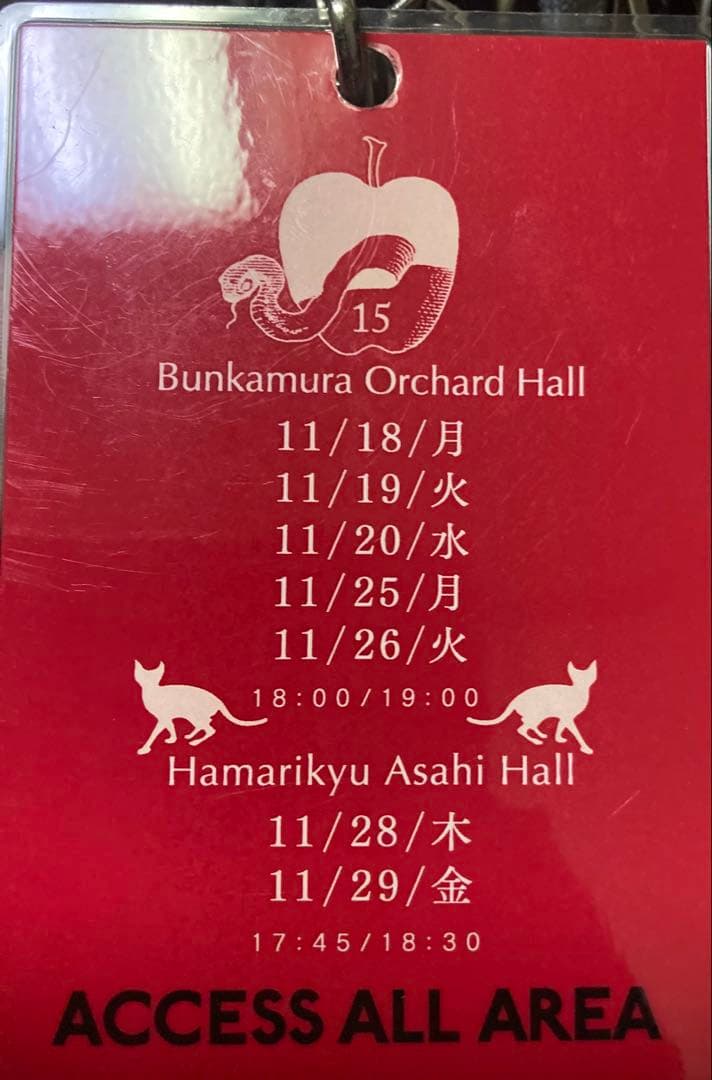 15
Bunkamura Orchard Hall
11/18/月
11/19/火
11/20/水
11/25/月
11/26/火
18:00/19:00
Hamarikyu Asahi Hall
11/28/木
11/29/金
17:45/18:30
ACCESS ALL AREA